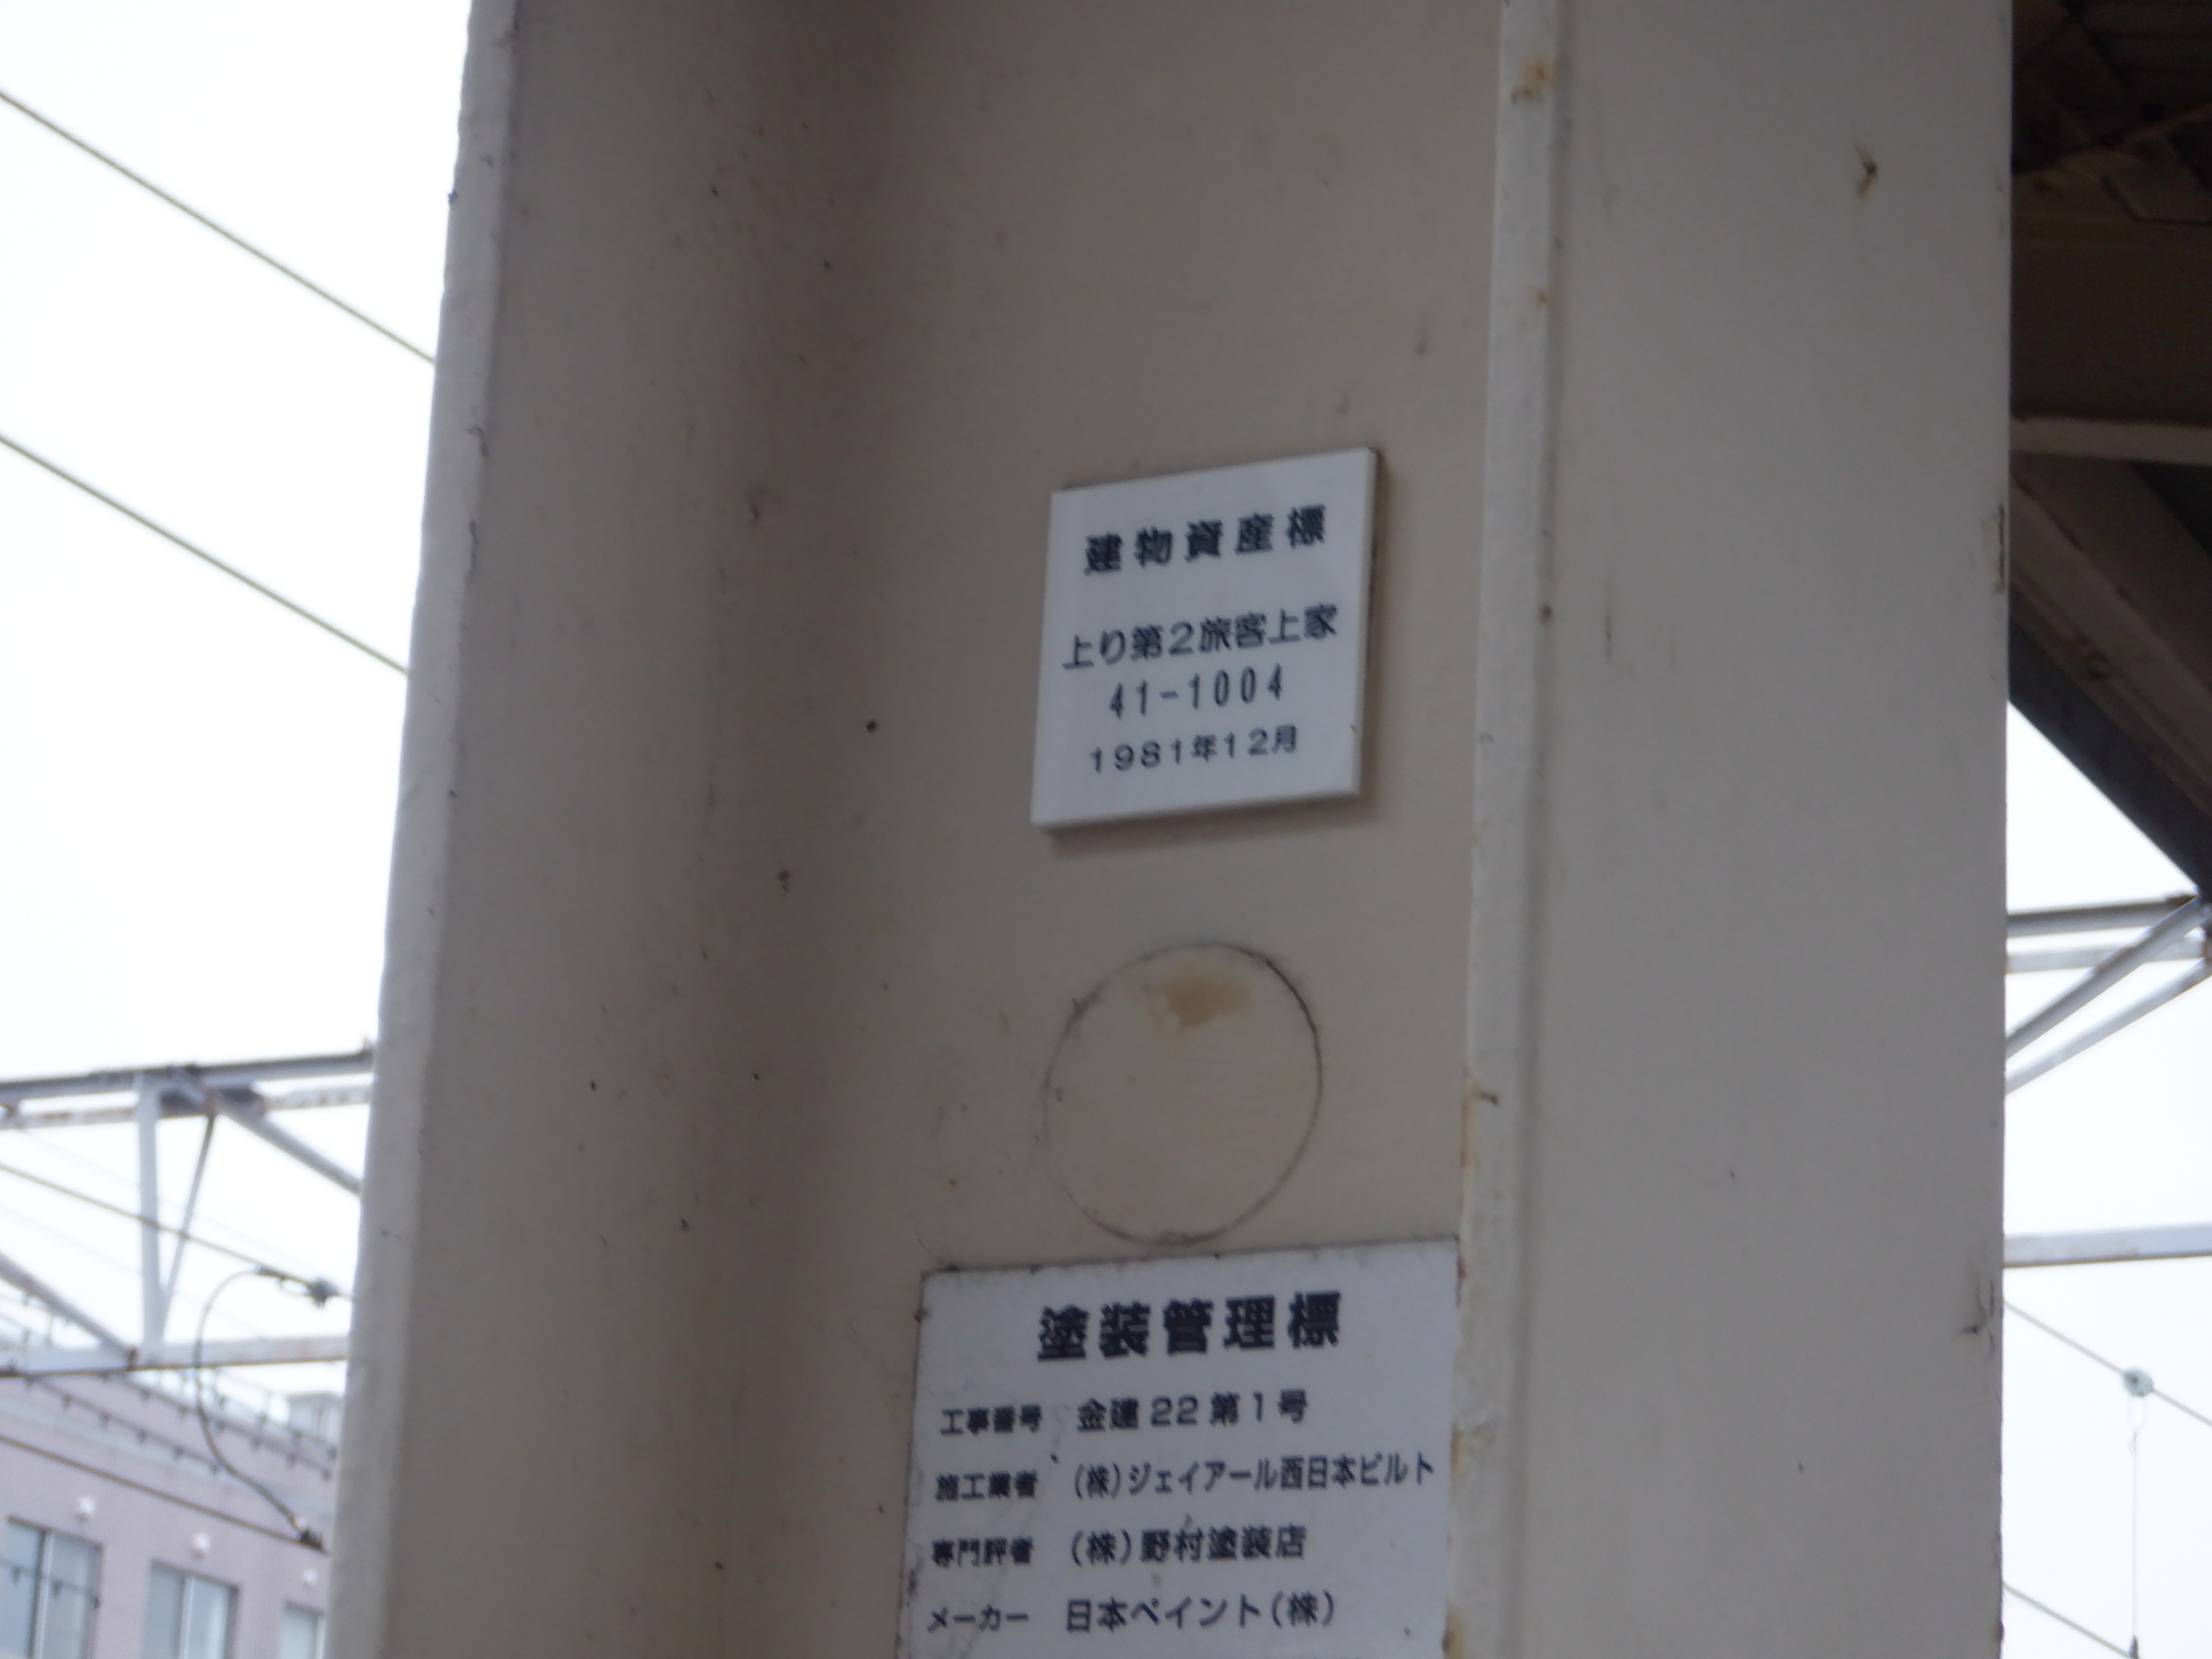 建物資産標
上り第2旅客上家
41-1004
1981年12月
塗装管理標
工事番号 金建22第1号
施工業者 (株)ジェイアール西日本ビルト
専門評者 (株)野村塗装店
メーカー 日本ペイント(株)